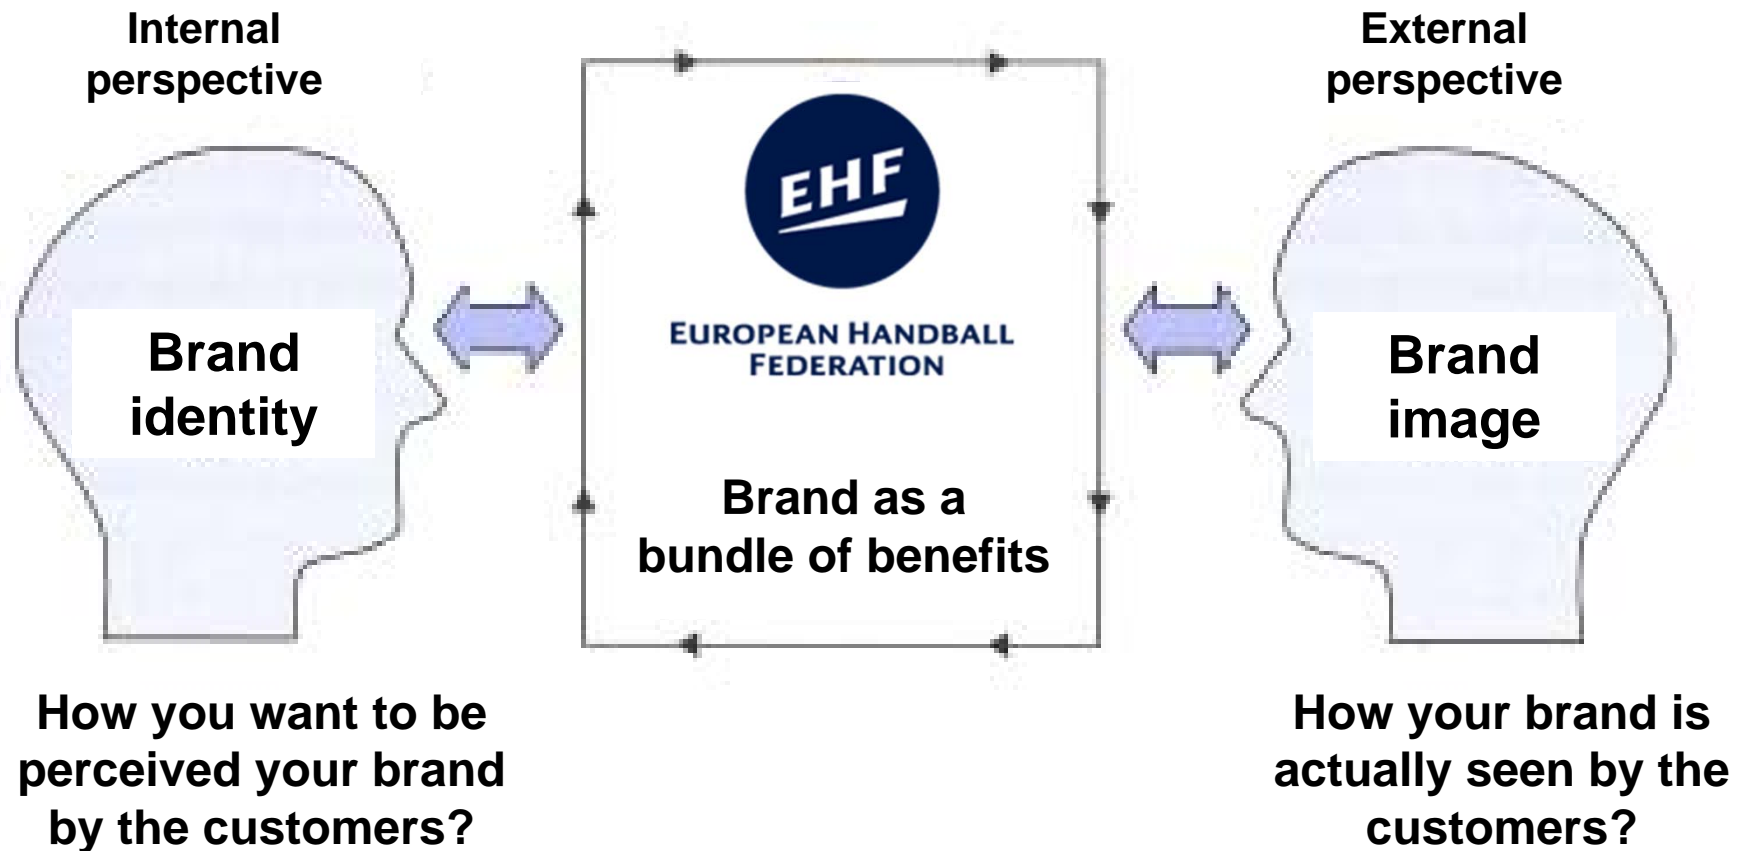 Internal
perspective
External
perspective
EHF
EUROPEAN HANDBALL
FEDERATION
Brand
identity
Brand
image
Brand as a
bundle of benefits
How you want to be
perceived your brand
by the customers?
How your brand is
actually seen by the
customers?